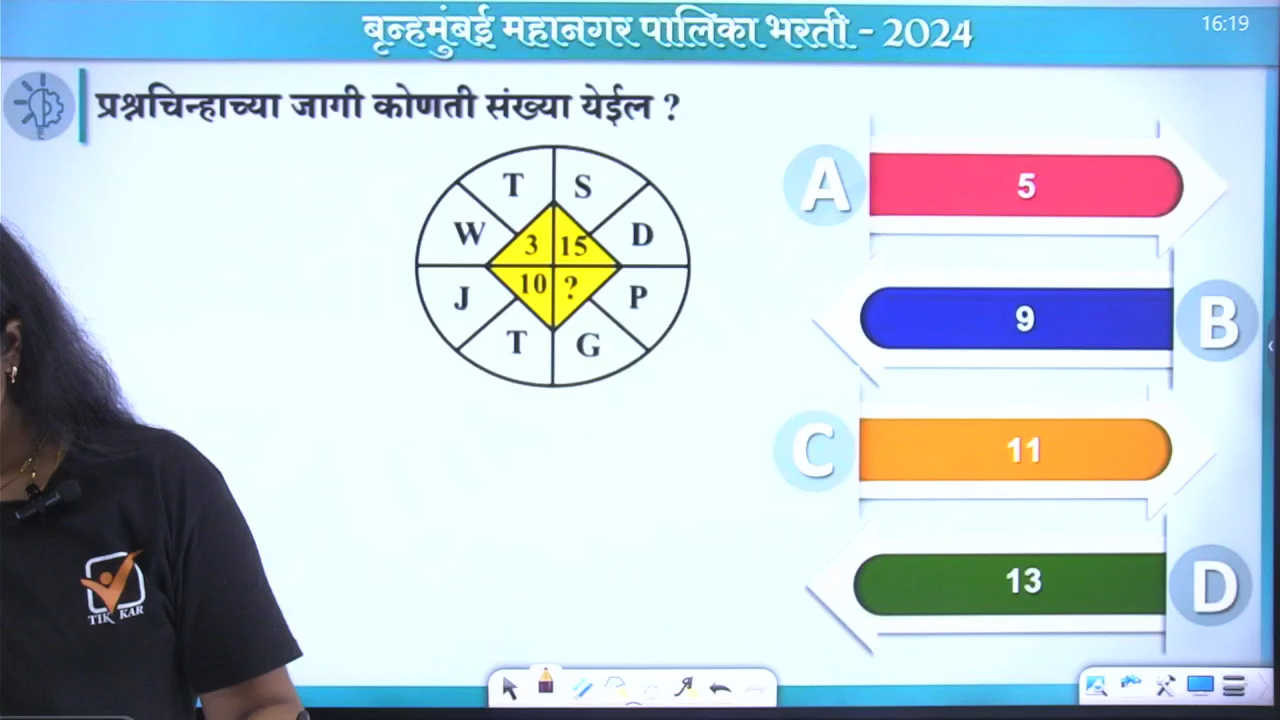 बृन्हमुंबई महानगर पालिका भरती - 2024
16:19
प्रश्नचिन्हाच्या जागी कोणती संख्या येईल ?
T S
W 3 15 D
J 10 ? P
T G
A 5
9 B
C 11
13 D
TIKKAR